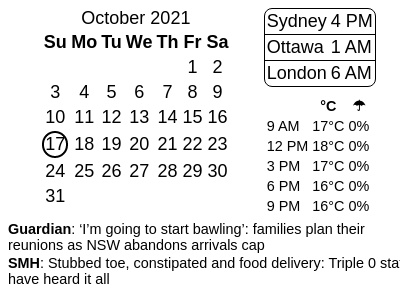 October 2021
Su Mo Tu We Th Fr Sa
1 2
3 4 5 6 7 8 9
10 11 12 13 14 15 16
17 18 19 20 21 22 23
24 25 26 27 28 29 30
31
Sydney 4 PM
Ottawa 1 AM
London 6 AM
°C ☂
9 AM 17°C 0%
12 PM 18°C 0%
3 PM 17°C 0%
6 PM 16°C 0%
9 PM 16°C 0%
Guardian: ‘I’m going to start bawling’: families plan their
reunions as NSW abandons arrivals cap
SMH: Stubbed toe, constipated and food delivery: Triple 0 sta
have heard it all